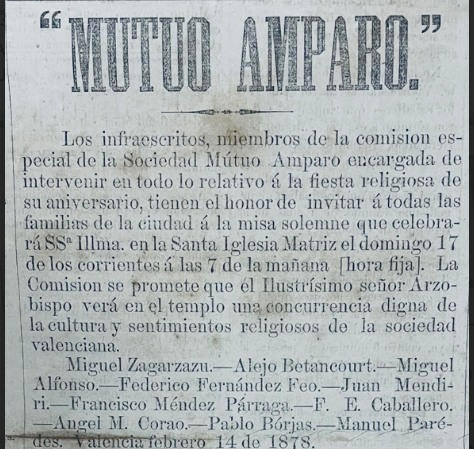 “MUTUO AMPARO.”
Los infraescritos, miembros de la comision es-
pecial de la Sociedad Mútuo Amparo encargada de
intervenir en todo lo relativo á la fiesta religiosa de
su aniversario, tienen el honor de invitar á todas las
familias de la ciudad á la misa solemne que celebra-
rá SSª Illma. en la Santa Iglesia Matriz el domingo 17
de los corrientes á las 7 de la mañana [hora fija]. La
Comision se promete que el Ilustrísimo señor Arzo-
bispo verá en el templo una concurrencia digna de
la cultura y sentimientos religiosos de la sociedad
valenciana.
Miguel Zagarzazu.—Alejo Betancourt.—Miguel
Alfonso.—Federico Fernández Feo.—Juan Mendi-
ri.—Francisco Méndez Párraga.—F. E. Caballero.
—Angel M. Corao.—Pablo Bórjas.—Manuel Paré-
des. Valencia febrero 14 de 1878.